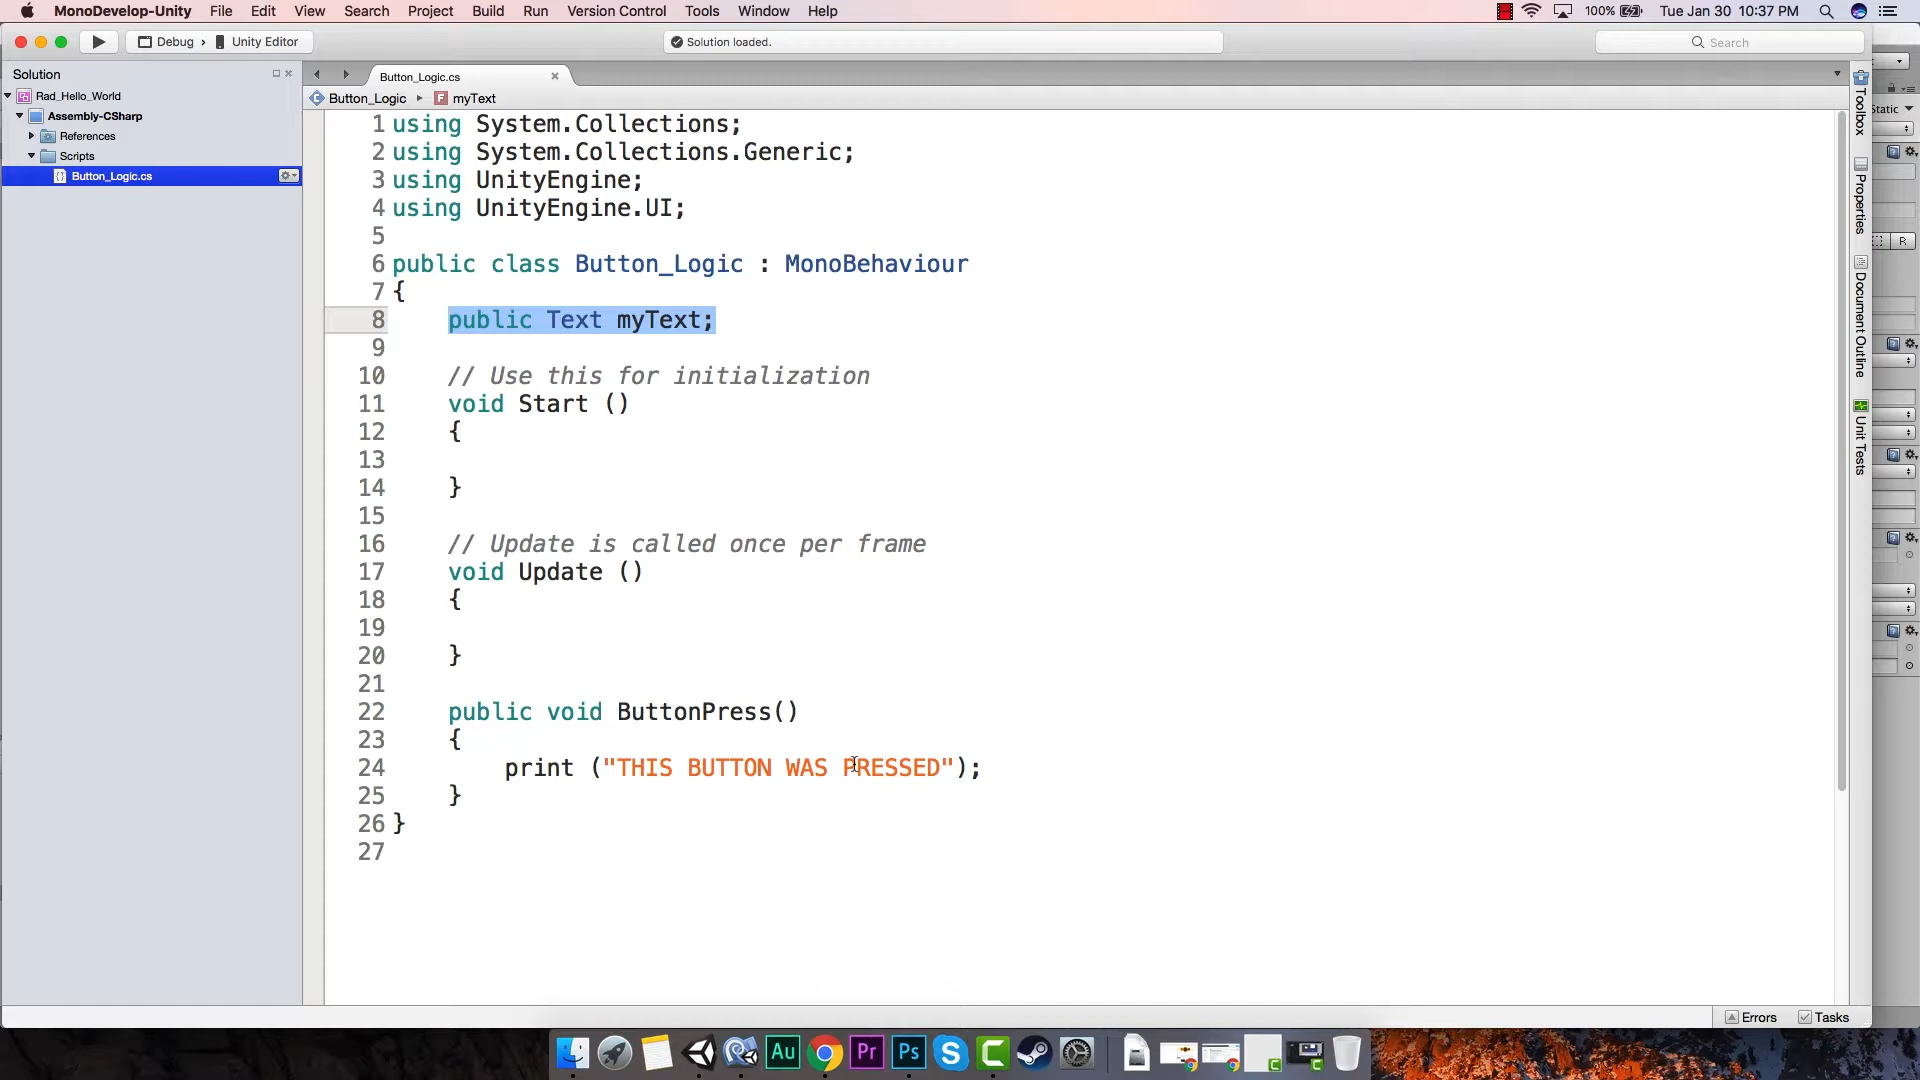 MonoDevelop-Unity File Edit View Search Project Build Run Version Control Tools Window Help 100% Tue Jan 30 10:37 PM
Debug › Unity Editor Solution loaded. Search
Solution
Rad_Hello_World
Assembly-CSharp
References
Scripts
Button_Logic.cs
Button_Logic.cs
Button_Logic myText
1 using System.Collections;
2 using System.Collections.Generic;
3 using UnityEngine;
4 using UnityEngine.UI;
5
6 public class Button_Logic : MonoBehaviour
7 {
8 public Text myText;
9
10 // Use this for initialization
11 void Start ()
12 {
13
14 }
15
16 // Update is called once per frame
17 void Update ()
18 {
19
20 }
21
22 public void ButtonPress()
23 {
24 print ("THIS BUTTON WAS PRESSED");
25 }
26 }
27
Toolbox
Properties
Document Outline
Unit Tests
Static
R
Errors Tasks
Au Pr Ps